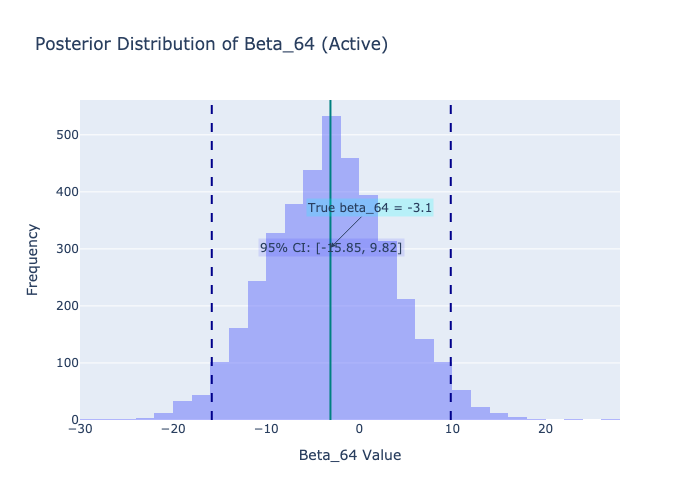 Posterior Distribution of Beta_64 (Active)
500
400
300
200
100
0
Frequency
True beta_64 = -3.1
95% CI: [-15.85, 9.82]
−30
−20
−10
0
10
20
Beta_64 Value